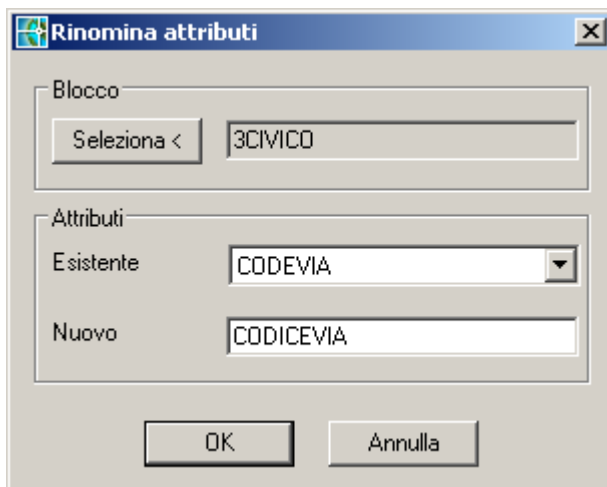 Rinomina attributi
Blocco
Seleziona < 3CIVICO
Attributi
Esistente CODEVIA
Nuovo CODICEVIA
OK Annulla